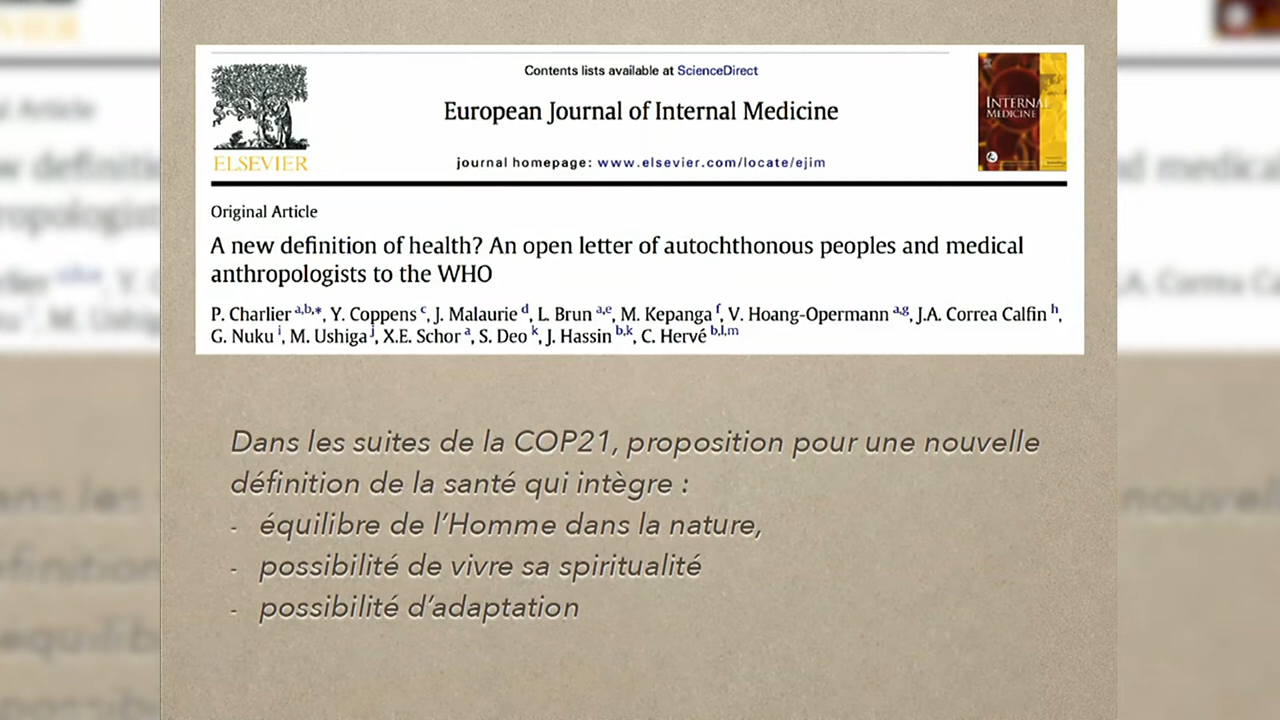 Contents lists available at ScienceDirect
European Journal of Internal Medicine
journal homepage: www.elsevier.com/locate/ejim
ELSEVIER
INTERNAL
MEDICINE
Original Article
A new definition of health? An open letter of autochthonous peoples and medical
anthropologists to the WHO
P. Charlier a,b,*, Y. Coppens c, J. Malaurie d, L. Brun a,e, M. Kepanga f, V. Hoang-Opermann a,g, J.A. Correa Calfin h,
G. Nuku i, M. Ushiga j, X.E. Schor a, S. Deo k, J. Hassin b,k, C. Hervé b,l,m
Dans les suites de la COP21, proposition pour une nouvelle
définition de la santé qui intègre :
- équilibre de l'Homme dans la nature,
- possibilité de vivre sa spiritualité
- possibilité d'adaptation